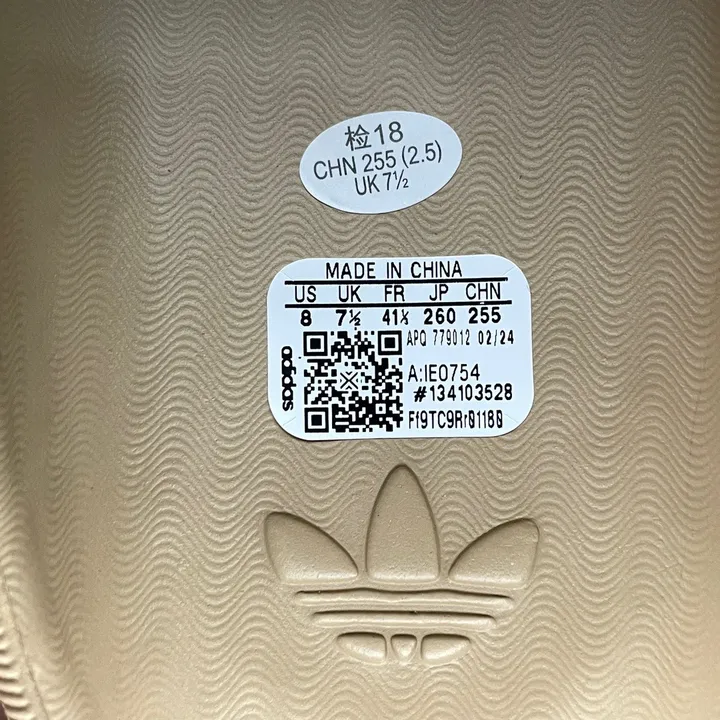 检18
CHN 255 (2.5)
UK 7½
MADE IN CHINA
US UK FR JP CHN
8 7½ 41⅓ 260 255
APQ 779012 02/24
adidas
A:IE0754
#134103528
Ff9TC9Rr01180